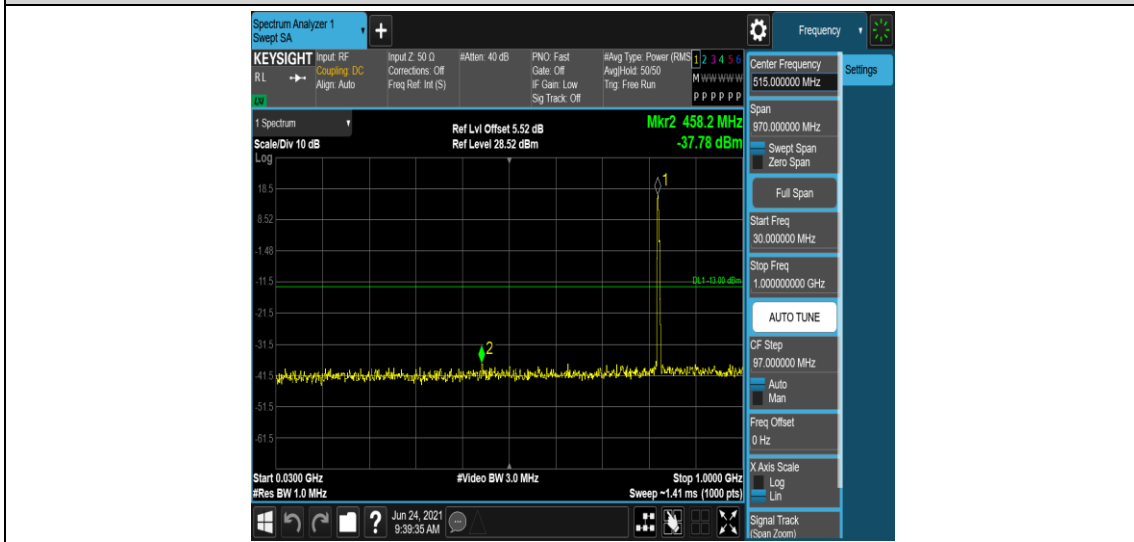 Spectrum Analyzer 1
Swept SA
Frequency
KEYSIGHT
RL
Input: RF
Coupling: DC
Align: Auto
Input Z: 50 Ω
Corrections: Off
Freq Ref: Int (S)
#Atten: 40 dB
PNO: Fast
Gate: Off
IF Gain: Low
Sig Track: Off
#Avg Type: Power (RMS
Avg|Hold: 50/50
Trig: Free Run
1 2 3 4 5 6
M W W W W W
P P P P P P
1 Spectrum
Scale/Div 10 dB
Ref Lvl Offset 5.52 dB
Ref Level 28.52 dBm
Mkr2 458.2 MHz
-37.78 dBm
Log
18.5
8.52
-1.48
-11.5
-21.5
-31.5
-41.5
-51.5
-61.5
1
DL1 -13.00 dBm
2
Start 0.0300 GHz
#Res BW 1.0 MHz
#Video BW 3.0 MHz
Stop 1.0000 GHz
Sweep ~1.41 ms (1000 pts)
Center Frequency
515.000000 MHz
Settings
Span
970.000000 MHz
Swept Span
Zero Span
Full Span
Start Freq
30.000000 MHz
Stop Freq
1.000000000 GHz
AUTO TUNE
CF Step
97.000000 MHz
Auto
Man
Freq Offset
0 Hz
X Axis Scale
Log
Lin
Signal Track
(Span Zoom)
?
Jun 24, 2021
9:39:35 AM